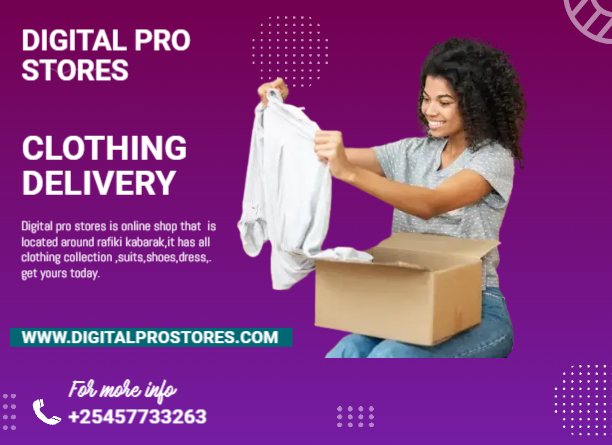 DIGITAL PRO
STORES
CLOTHING
DELIVERY
Digital pro stores is online shop that is
located around rafiki kabarak,it has all
clothing collection ,suits,shoes,dress,.
get yours today.
WWW.DIGITALPROSTORES.COM
For more info
+25457733263